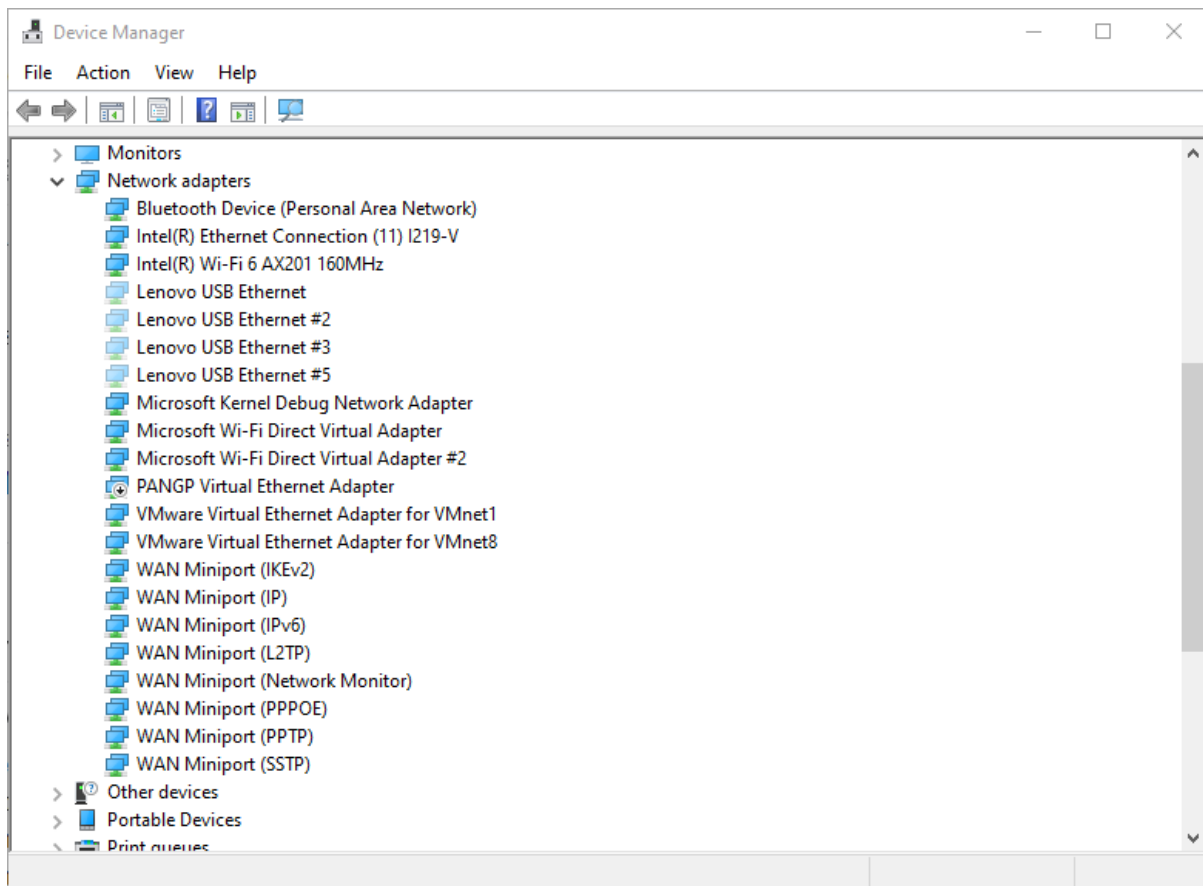 Device Manager
File Action View Help
Monitors
Network adapters
Bluetooth Device (Personal Area Network)
Intel(R) Ethernet Connection (11) I219-V
Intel(R) Wi-Fi 6 AX201 160MHz
Lenovo USB Ethernet
Lenovo USB Ethernet #2
Lenovo USB Ethernet #3
Lenovo USB Ethernet #5
Microsoft Kernel Debug Network Adapter
Microsoft Wi-Fi Direct Virtual Adapter
Microsoft Wi-Fi Direct Virtual Adapter #2
PANGP Virtual Ethernet Adapter
VMware Virtual Ethernet Adapter for VMnet1
VMware Virtual Ethernet Adapter for VMnet8
WAN Miniport (IKEv2)
WAN Miniport (IP)
WAN Miniport (IPv6)
WAN Miniport (L2TP)
WAN Miniport (Network Monitor)
WAN Miniport (PPPOE)
WAN Miniport (PPTP)
WAN Miniport (SSTP)
Other devices
Portable Devices
Print queues